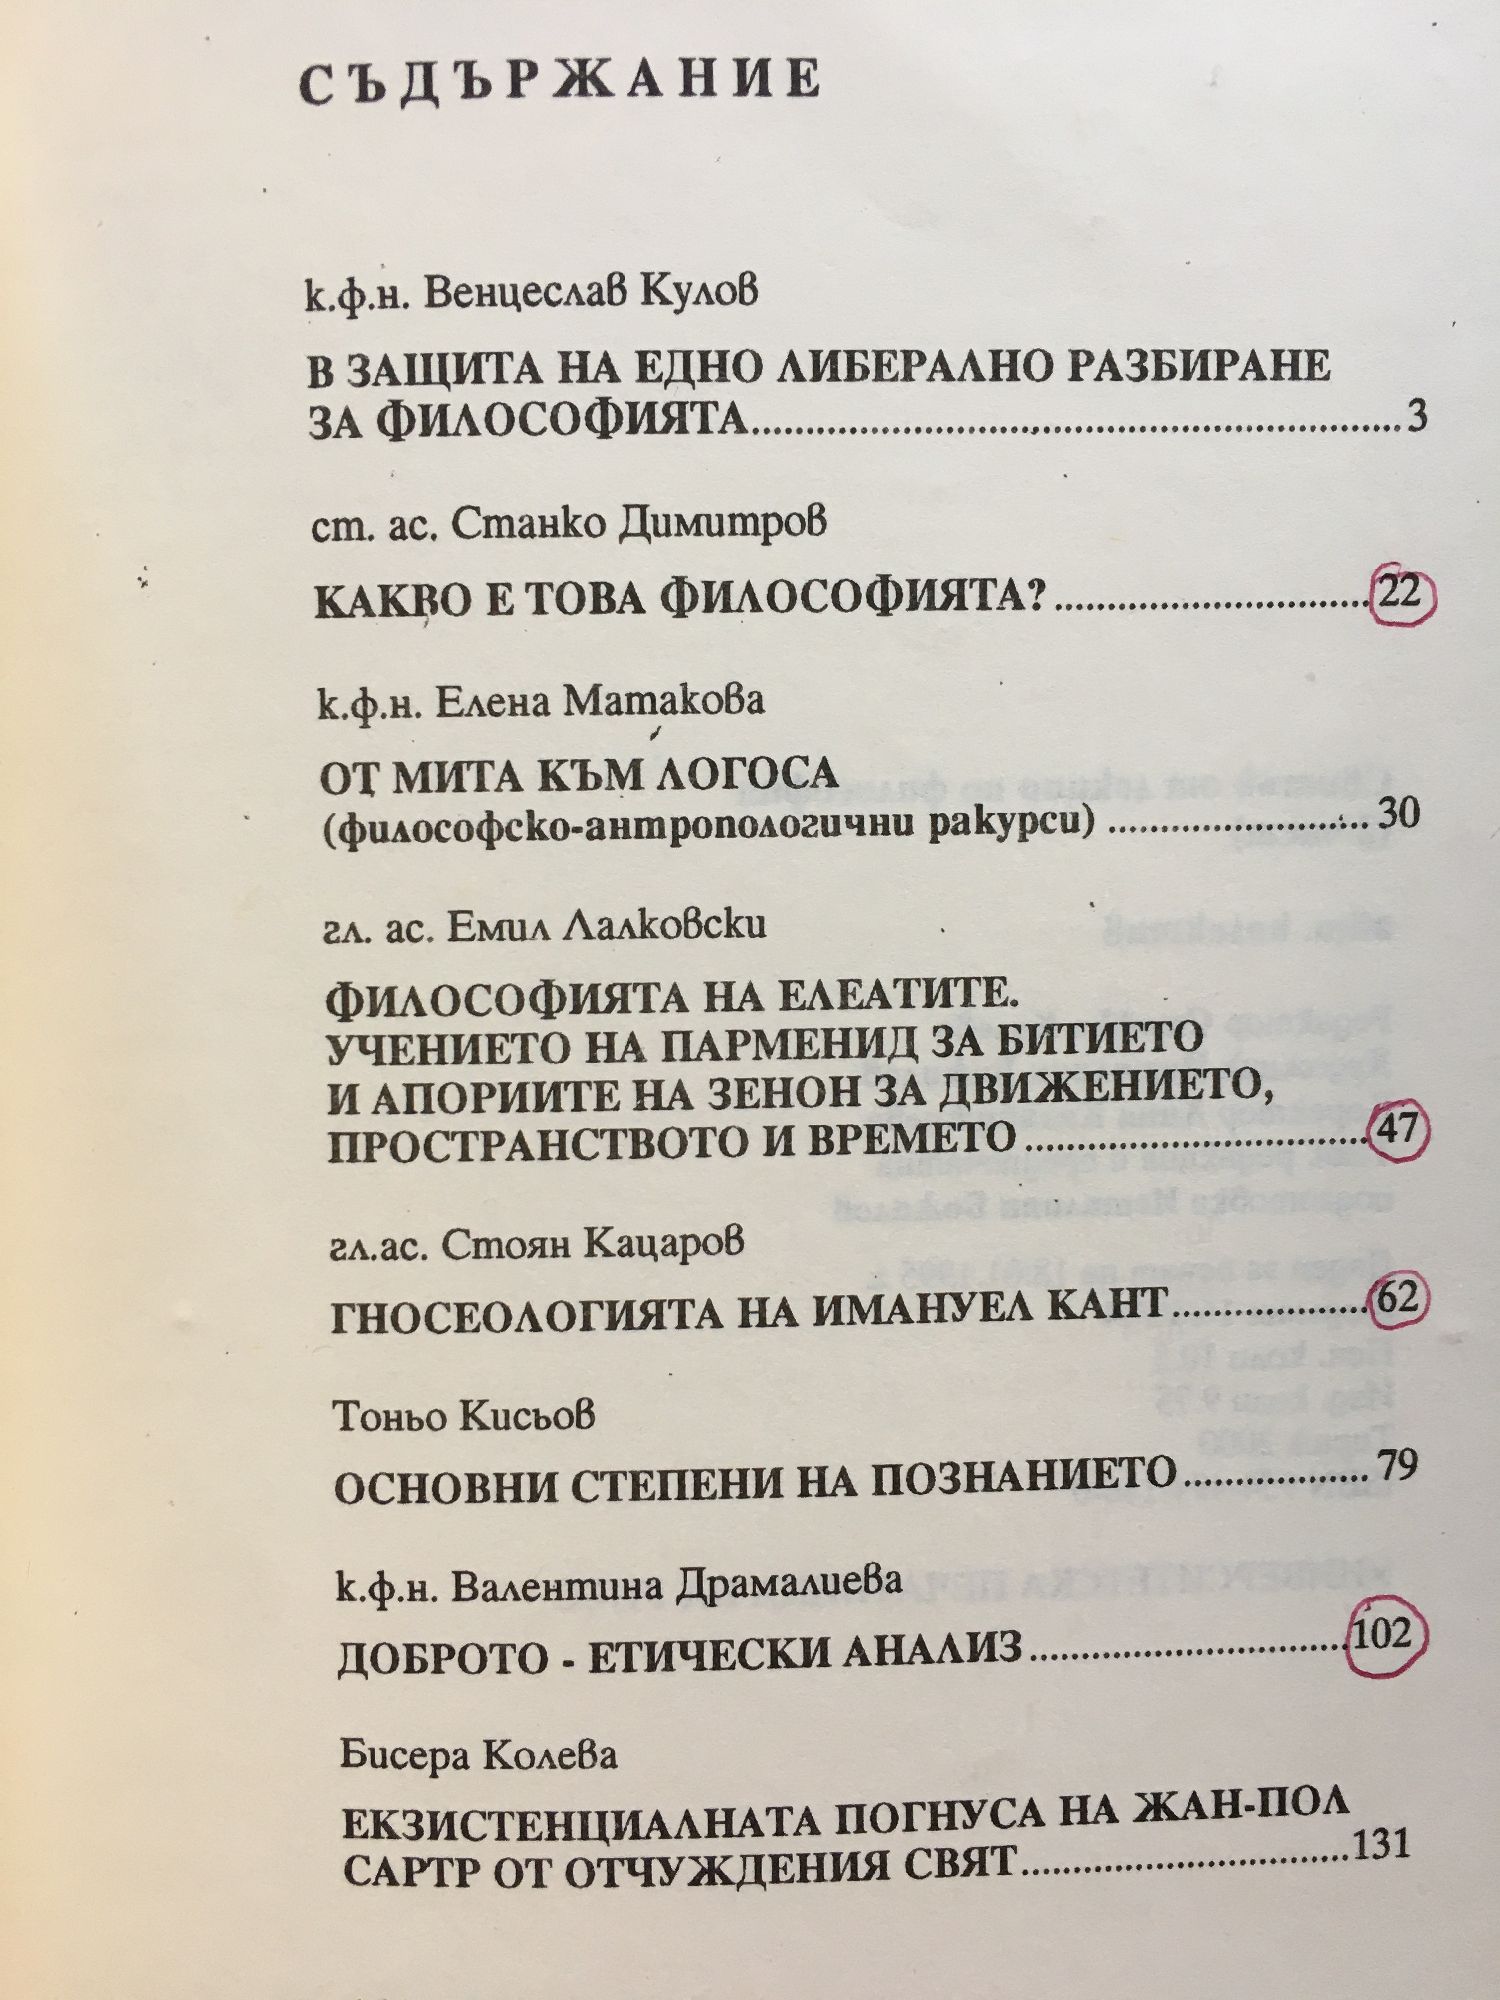 СЪДЪРЖАНИЕ
к.ф.н. Венцеслав Кулов
В ЗАЩИТА НА ЕДНО ЛИБЕРАЛНО РАЗБИРАНЕ
ЗА ФИЛОСОФИЯТА............................................................3
ст. ас. Станко Димитров
КАКВО Е ТОВА ФИЛОСОФИЯТА? .............................22
к.ф.н. Елена Матакова
ОТ МИТА КЪМ ЛОГОСА
(философско-антропологични ракурси) ........................30
гл. ас. Емил Лалковски
ФИЛОСОФИЯТА НА ЕЛЕАТИТЕ.
УЧЕНИЕТО НА ПАРМЕНИД ЗА БИТИЕТО
И АПОРИИТЕ НА ЗЕНОН ЗА ДВИЖЕНИЕТО,
ПРОСТРАНСТВОТО И ВРЕМЕТО ................................47
гл.ас. Стоян Кацаров
ГНОСЕОЛОГИЯТА НА ИМАНУЕЛ КАНТ..................62
Тоньо Кисьов
ОСНОВНИ СТЕПЕНИ НА ПОЗНАНИЕТО.................79
к.ф.н. Валентина Драмалиева
ДОБРОТО - ЕТИЧЕСКИ АНАЛИЗ.............................102
Бисера Колева
ЕКЗИСТЕНЦИАЛНАТА ПОГНУСА НА ЖАН-ПОЛ
САРТР ОТ ОТЧУЖДЕНИЯ СВЯТ..............................131